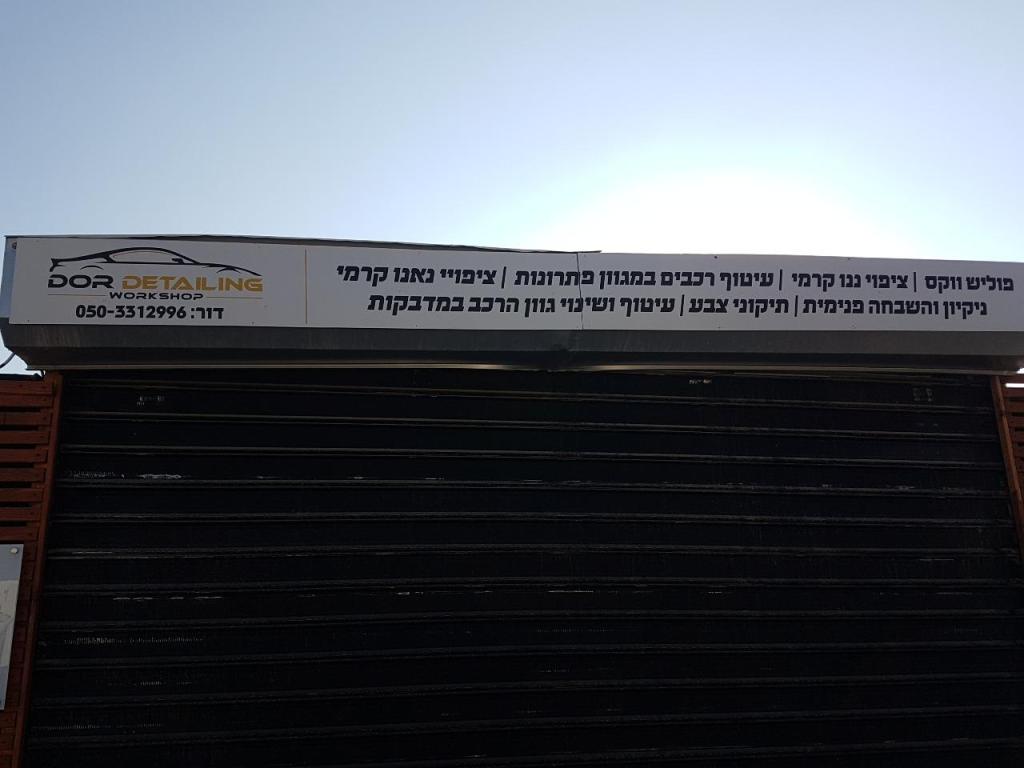 DOR DETAILING
WORKSHOP
דור: 050-3312996
פוליש ווקס | ציפוי ננו קרמי | עיטוף רכבים במגוון פתרונות | ציפויי נאנו קרמי
ניקיון והשבחה פנימית | תיקוני צבע | עיטוף ושינוי גוון הרכב במדבקות